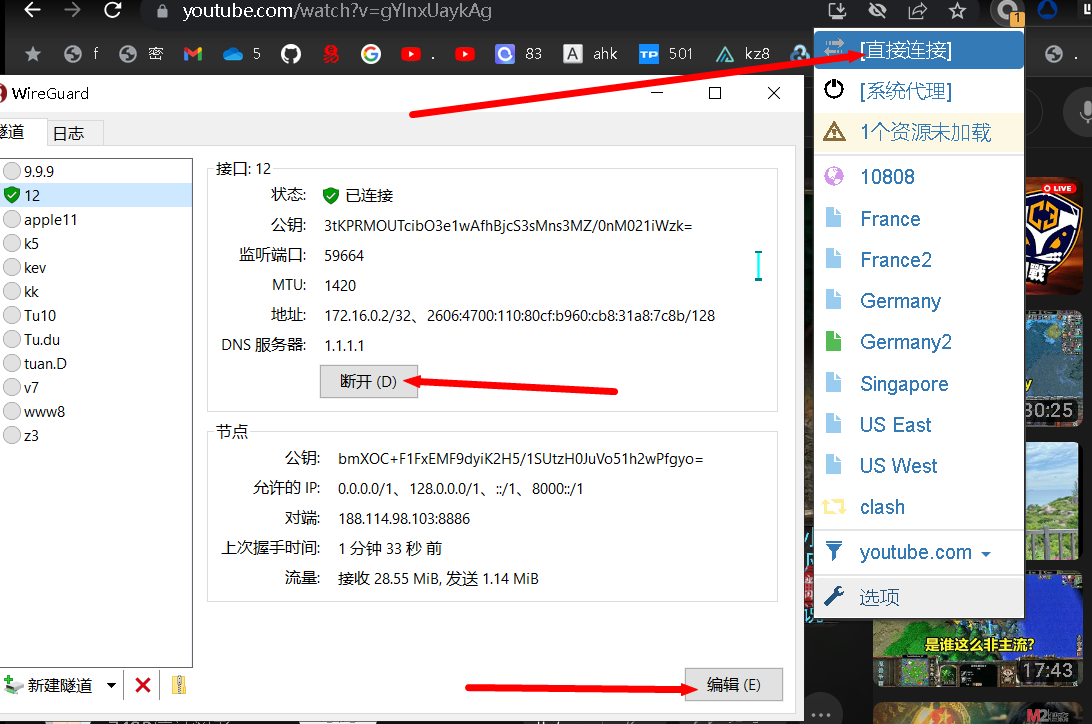 youtube.com/watch?v=gYlnxUaykAg
1
f
密
5
.
83
A
ahk
TP
501
kz8
.
WireGuard
隧道
日志
9.9.9
12
apple11
k5
kev
kk
Tu10
Tu.du
tuan.D
v7
www8
z3
新建隧道
接口: 12
状态: 已连接
公钥: 3tKPRMOUTcibO3e1wAfhBjcS3sMns3MZ/0nM021iWzk=
监听端口: 59664
MTU: 1420
地址: 172.16.0.2/32、2606:4700:110:80cf:b960:cb8:31a8:7c8b/128
DNS 服务器: 1.1.1.1
断开 (D)
节点
公钥: bmXOC+F1FxEMF9dyiK2H5/1SUtzH0JuVo51h2wPfgyo=
允许的 IP: 0.0.0.0/1、128.0.0.0/1、::/1、8000::/1
对端: 188.114.98.103:8886
上次握手时间: 1 分钟 33 秒 前
流量: 接收 28.55 MiB, 发送 1.14 MiB
编辑 (E)
[直接连接]
[系统代理]
1个资源未加载
10808
France
France2
Germany
Germany2
Singapore
US East
US West
clash
youtube.com
选项
LIVE
戰
30:25
是谁这么非主流?
17:43
M2